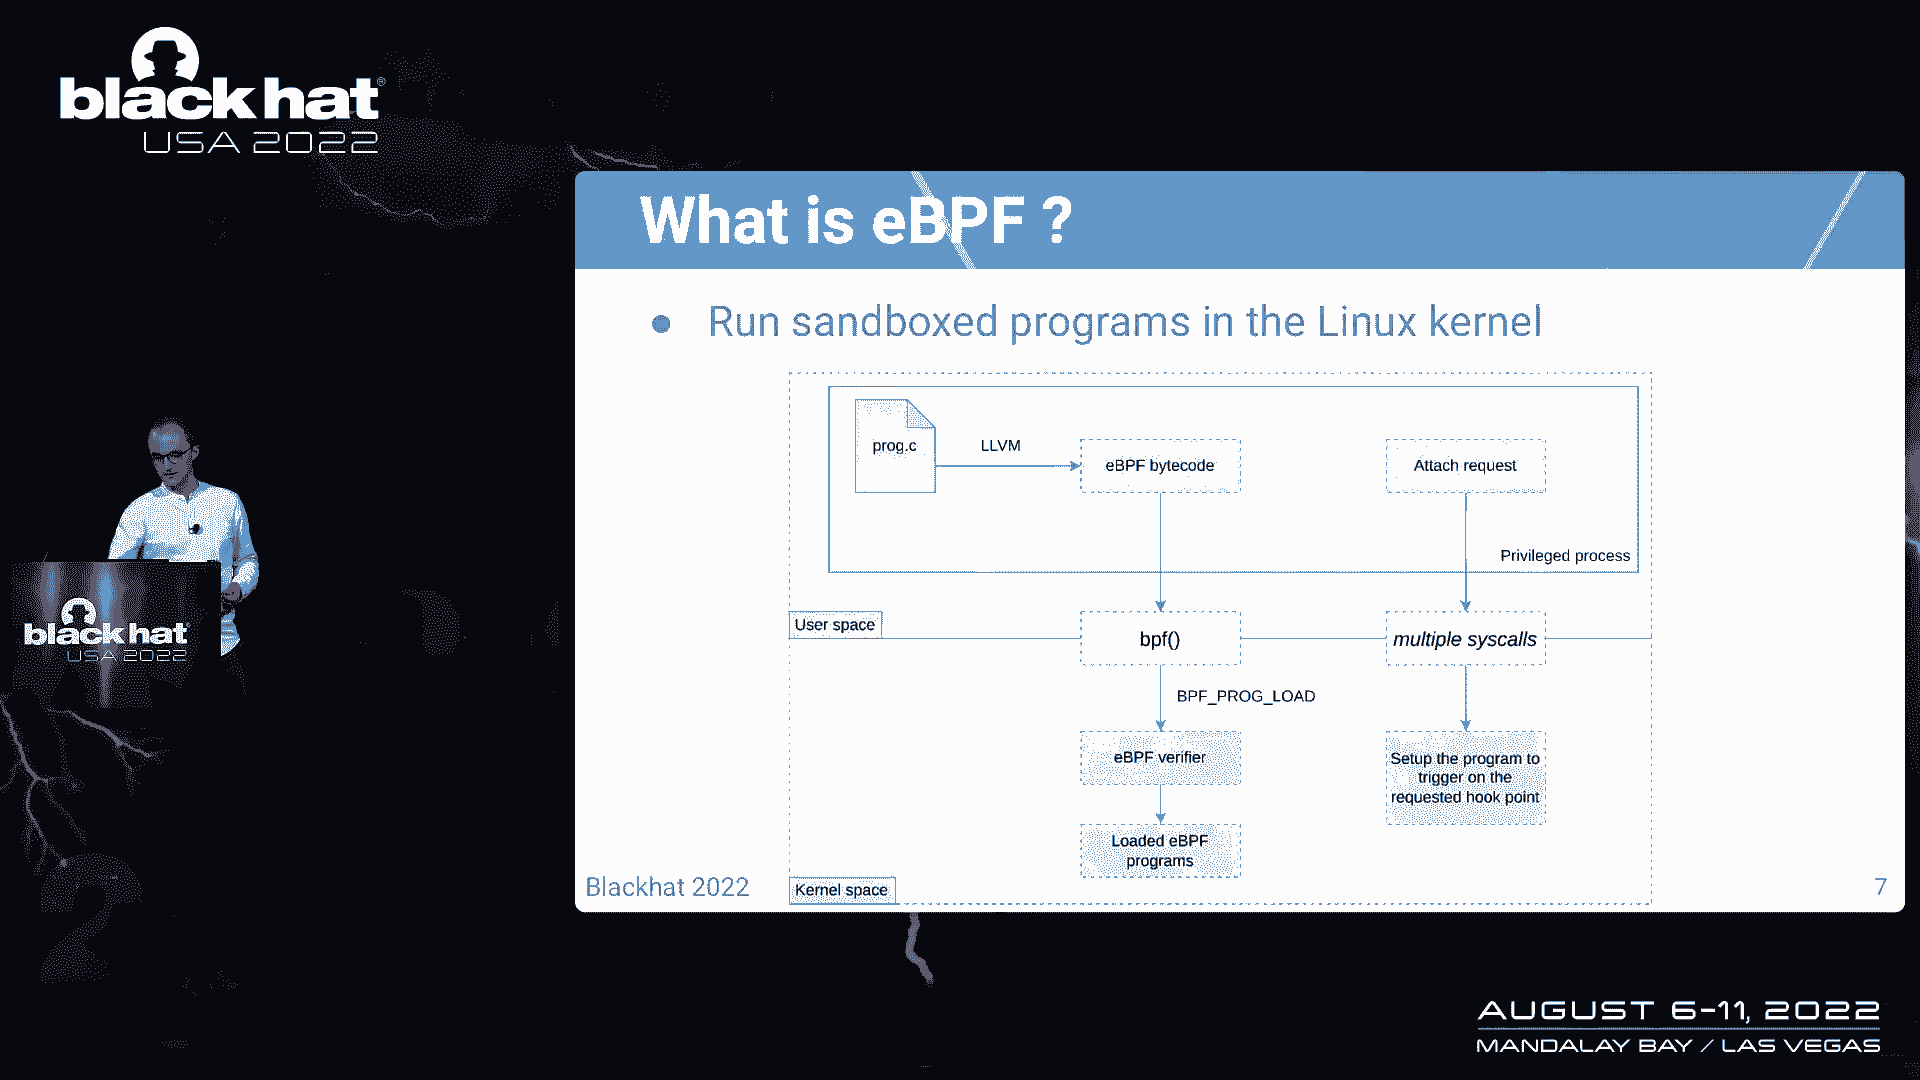 black hat®
USA 2022
What is eBPF ?
● Run sandboxed programs in the Linux kernel
prog.c
LLVM
eBPF bytecode
Attach request
Privileged process
User space
bpf()
multiple syscalls
BPF_PROG_LOAD
eBPF verifier
Setup the program to
trigger on the
requested hook point
Loaded eBPF
programs
Kernel space
Blackhat 2022
7
black hat
USA 2022
AUGUST 6-11, 2022
MANDALAY BAY / LAS VEGAS